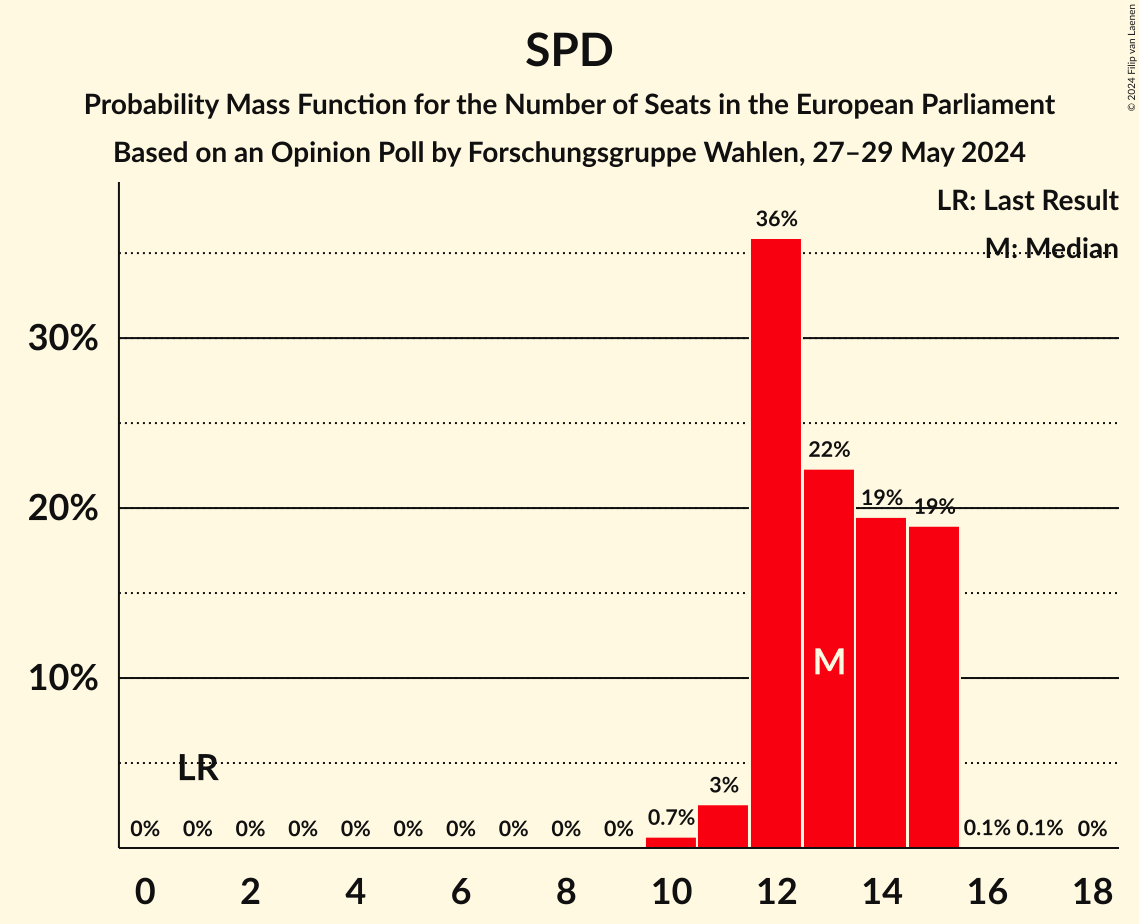 SPD
Probability Mass Function for the Number of Seats in the European Parliament
Based on an Opinion Poll by Forschungsgruppe Wahlen, 27–29 May 2024
© 2024 Filip van Laenen
LR: Last Result
M: Median
36%
30%
22%
20%
19%
19%
10%
M
LR
3%
0% 0% 0% 0% 0% 0% 0% 0% 0% 0% 0.7% 0.1% 0.1% 0%
0 2 4 6 8 10 12 14 16 18